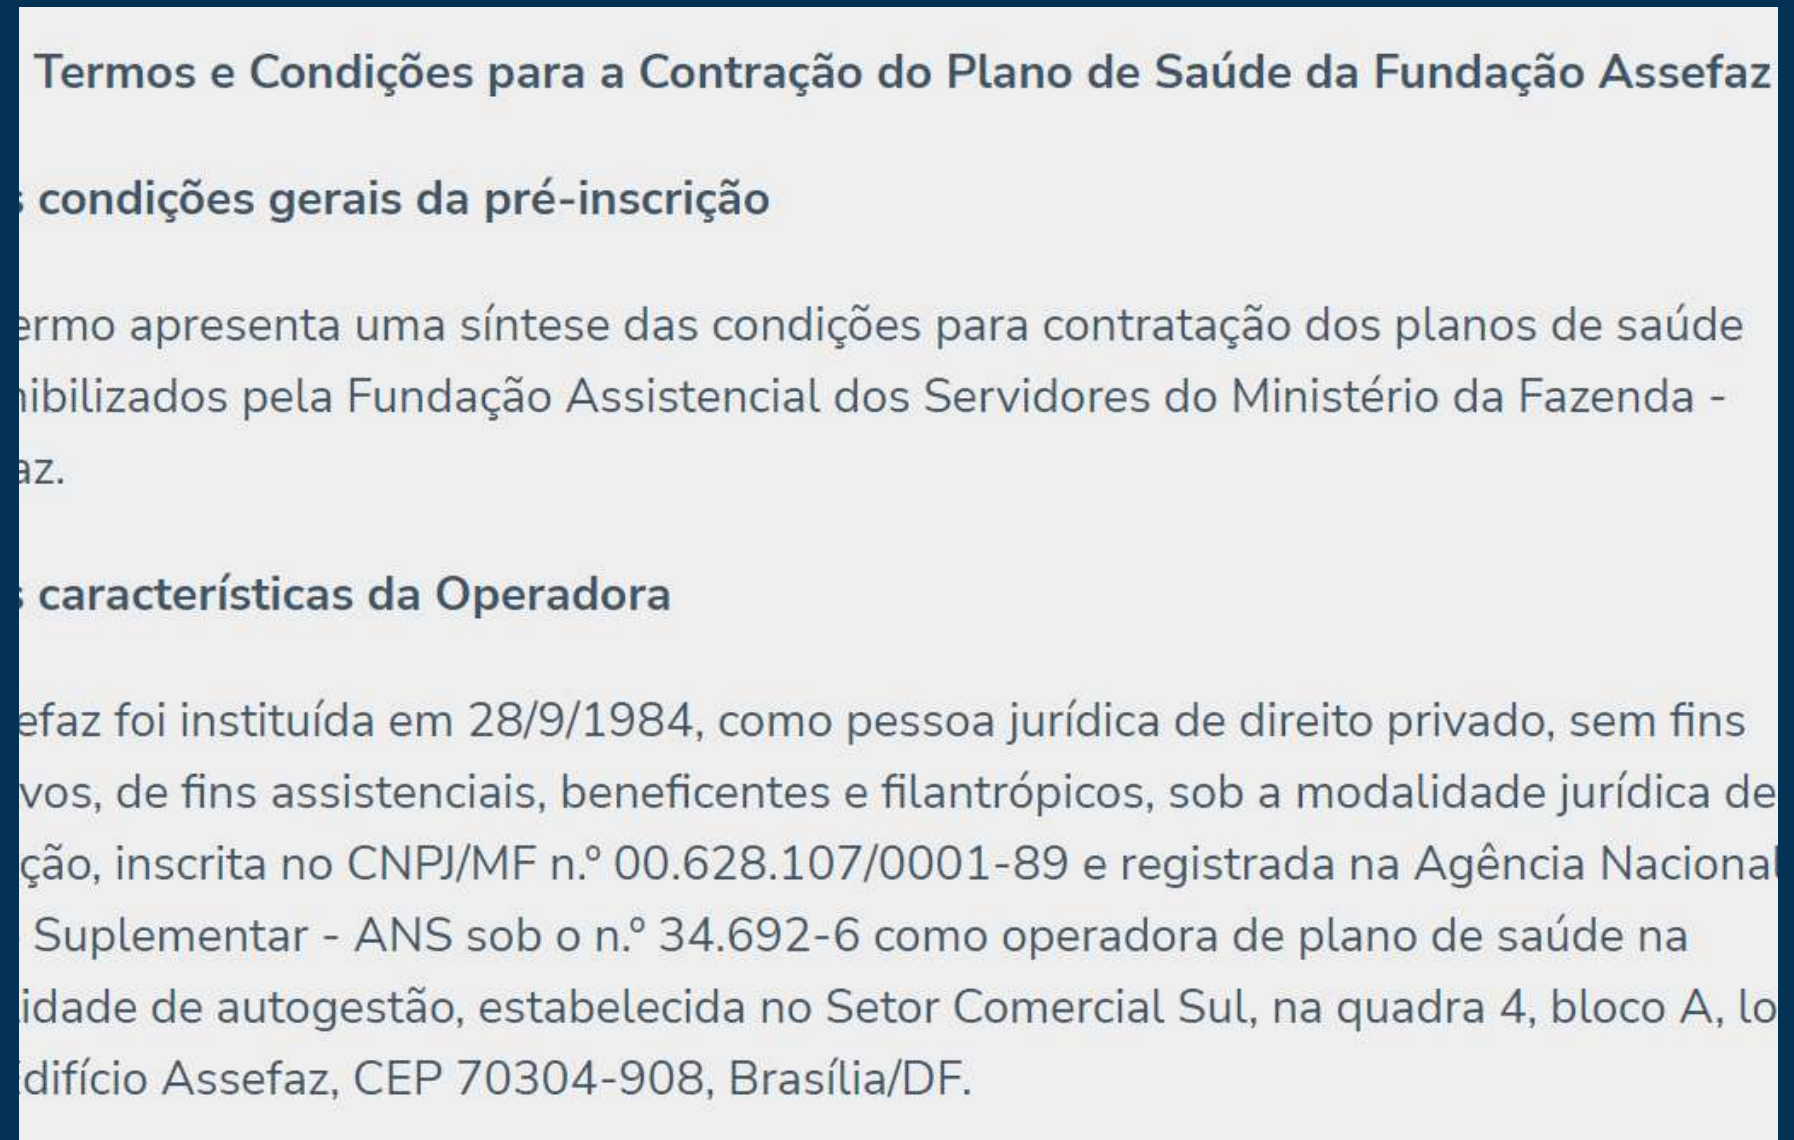 Termos e Condições para a Contração do Plano de Saúde da Fundação Assefaz
condições gerais da pré-inscrição
ermo apresenta uma síntese das condições para contratação dos planos de saúde
nibilizados pela Fundação Assistencial dos Servidores do Ministério da Fazenda -
az.
características da Operadora
efaz foi instituída em 28/9/1984, como pessoa jurídica de direito privado, sem fins
vos, de fins assistenciais, beneficentes e filantrópicos, sob a modalidade jurídica de
ção, inscrita no CNPJ/MF n.º 00.628.107/0001-89 e registrada na Agência Nacional
Suplementar - ANS sob o n.º 34.692-6 como operadora de plano de saúde na
idade de autogestão, estabelecida no Setor Comercial Sul, na quadra 4, bloco A, lo
difício Assefaz, CEP 70304-908, Brasília/DF.